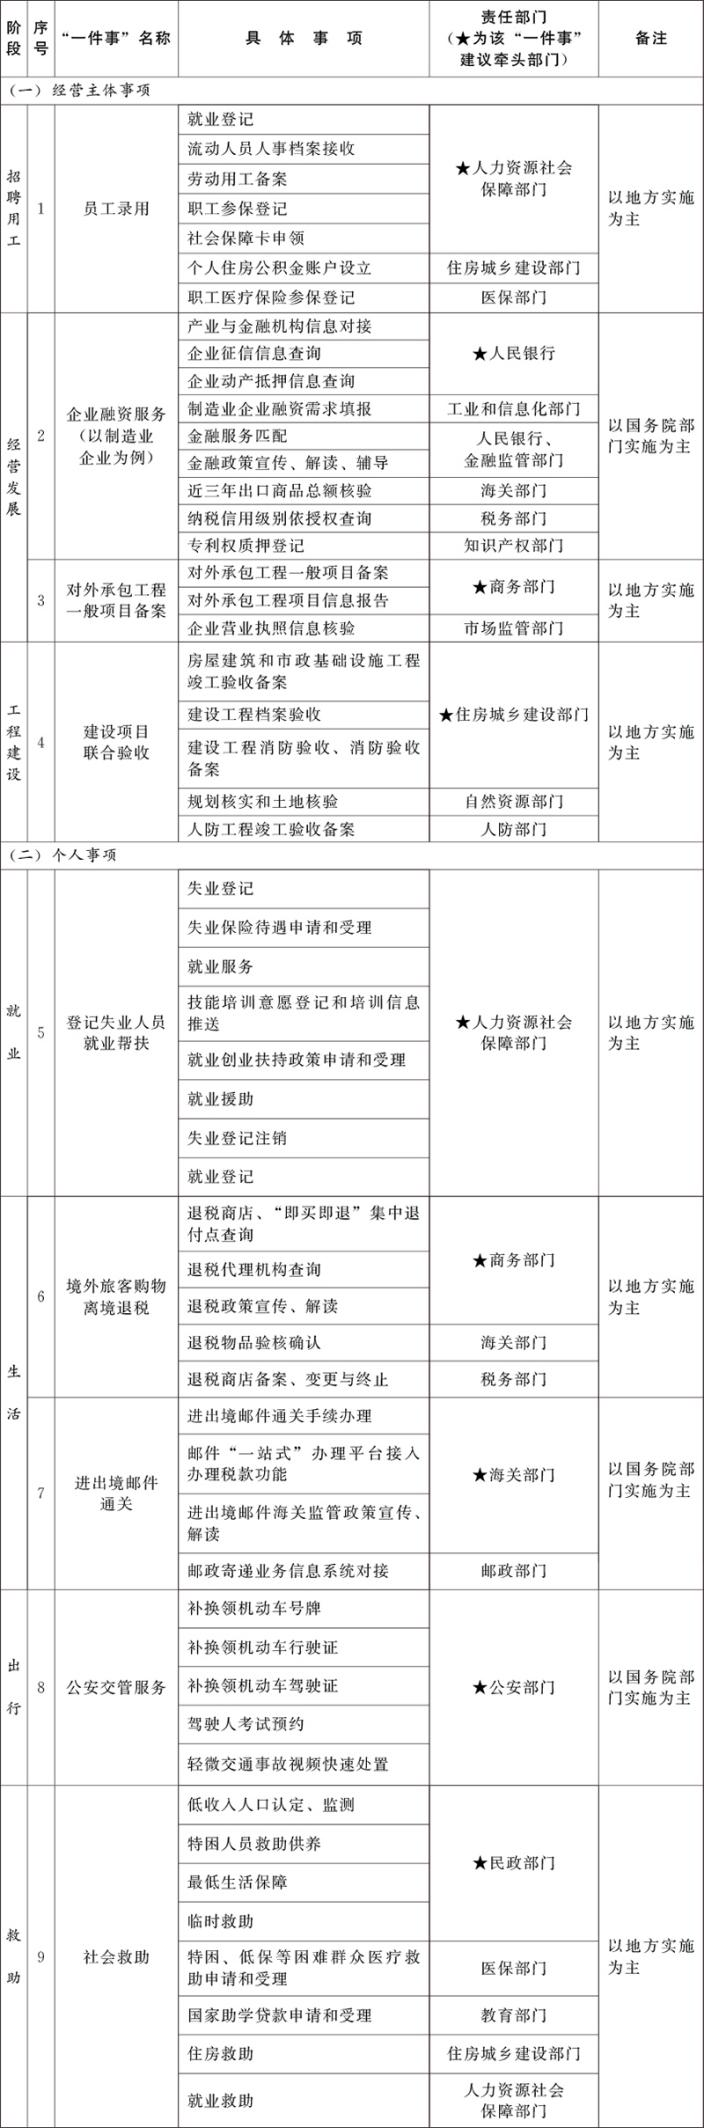 阶段
序号
“一件事”名称
具 体 事 项
责任部门
（★为该“一件事”
建议牵头部门）
备注
（一）经营主体事项
招聘用工
1
员工录用
就业登记
流动人员人事档案接收
劳动用工备案
职工参保登记
社会保障卡申领
★人力资源社会
保障部门
个人住房公积金账户设立
住房城乡建设部门
职工医疗保险参保登记
医保部门
以地方实施
为主
经营发展
2
企业融资服务
（以制造业
企业为例）
产业与金融机构信息对接
企业征信信息查询
企业动产抵押信息查询
★人民银行
制造业企业融资需求填报
工业和信息化部门
金融服务匹配
金融政策宣传、解读、辅导
人民银行、
金融监管部门
近三年出口商品总额核验
海关部门
纳税信用级别依授权查询
税务部门
专利权质押登记
知识产权部门
以国务院部
门实施为主
3
对外承包工程
一般项目备案
对外承包工程一般项目备案
对外承包工程项目信息报告
★商务部门
企业营业执照信息核验
市场监管部门
以地方实施
为主
工程建设
4
建设项目
联合验收
房屋建筑和市政基础设施工程
竣工验收备案
建设工程档案验收
建设工程消防验收、消防验收
备案
★住房城乡建设部门
规划核实和土地核验
自然资源部门
人防工程竣工验收备案
人防部门
以地方实施
为主
（二）个人事项
就业
5
登记失业人员
就业帮扶
失业登记
失业保险待遇申请和受理
就业服务
技能培训意愿登记和培训信息
推送
就业创业扶持政策申请和受理
就业援助
失业登记注销
就业登记
★人力资源社会
保障部门
以地方实施
为主
生活
6
境外旅客购物
离境退税
退税商店、“即买即退”集中退
付点查询
退税代理机构查询
退税政策宣传、解读
★商务部门
退税物品验核确认
海关部门
退税商店备案、变更与终止
税务部门
以地方实施
为主
7
进出境邮件
通关
进出境邮件通关手续办理
邮件“一站式”办理平台接入
办理税款功能
进出境邮件海关监管政策宣传、
解读
★海关部门
邮政寄递业务信息系统对接
邮政部门
以国务院部
门实施为主
出行
8
公安交管服务
补换领机动车号牌
补换领机动车行驶证
补换领机动车驾驶证
驾驶人考试预约
轻微交通事故视频快速处置
★公安部门
以国务院部
门实施为主
救助
9
社会救助
低收入人口认定、监测
特困人员救助供养
最低生活保障
临时救助
★民政部门
特困、低保等困难群众医疗救
助申请和受理
医保部门
国家助学贷款申请和受理
教育部门
住房救助
住房城乡建设部门
就业救助
人力资源社会
保障部门
以地方实施
为主